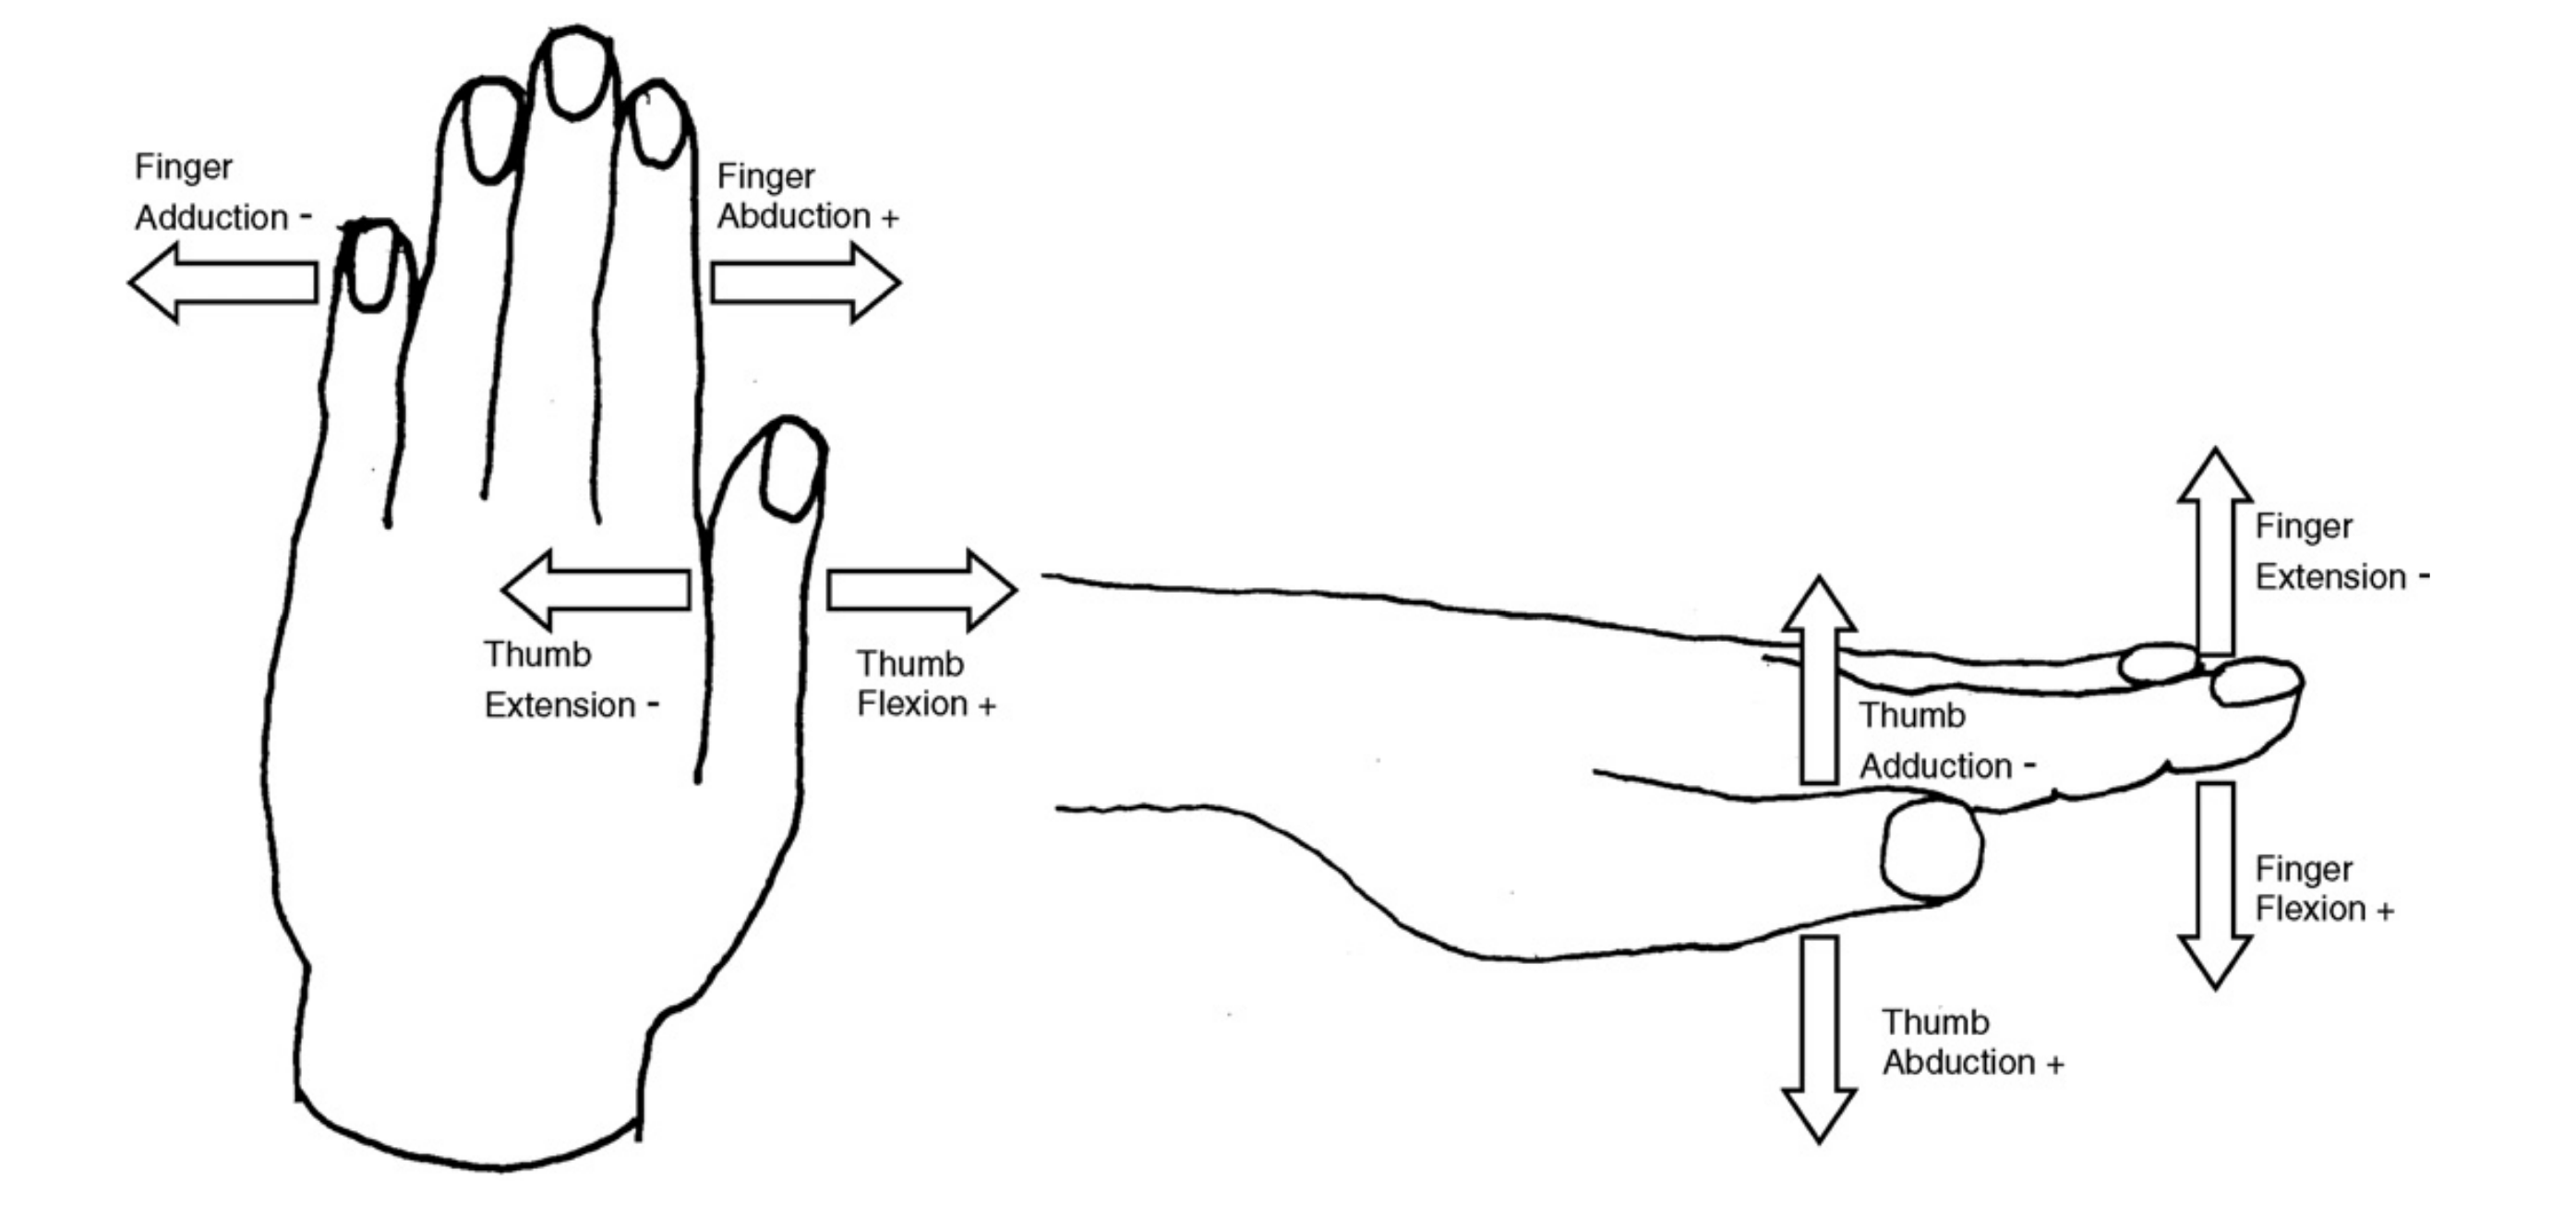 Finger
Adduction -
Finger
Abduction +
Thumb
Extension -
Thumb
Flexion +
Finger
Extension -
Thumb
Adduction -
Finger
Flexion +
Thumb
Abduction +